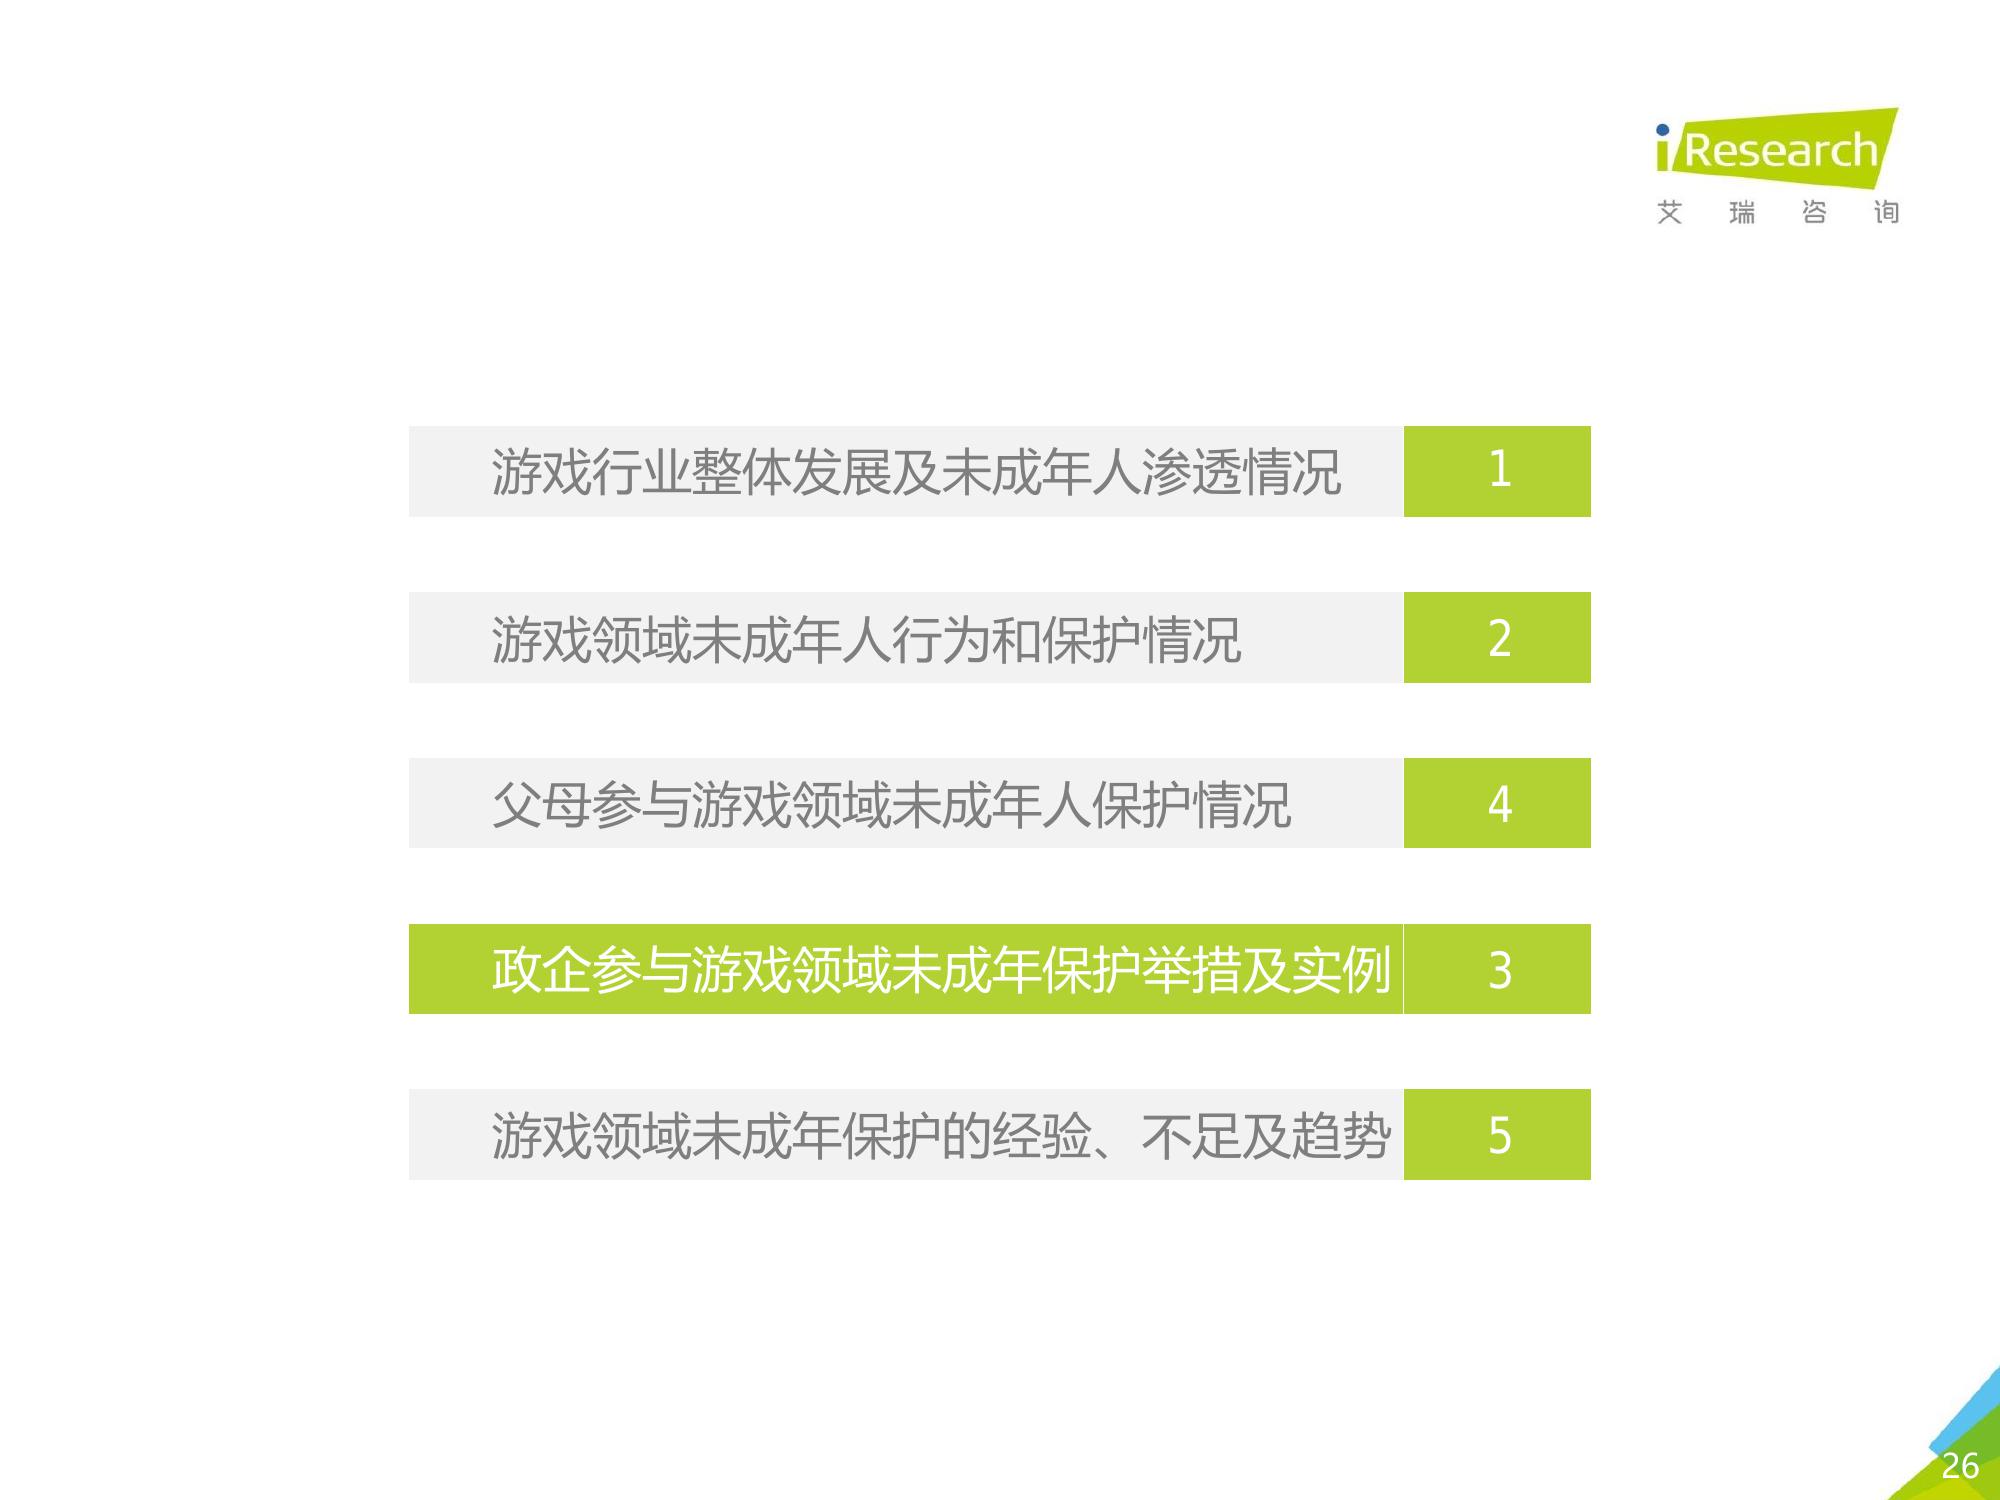 iResearch
艾瑞咨询
游戏行业整体发展及未成年人渗透情况 1
游戏领域未成年人行为和保护情况 2
父母参与游戏领域未成年人保护情况 4
政企参与游戏领域未成年保护举措及实例 3
游戏领域未成年保护的经验、不足及趋势 5
26